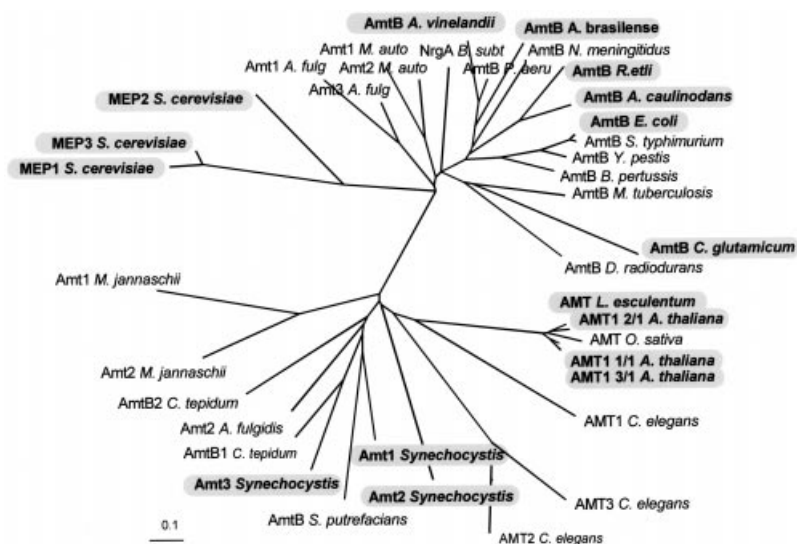 AmtB A. vinelandii
AmtB A. brasilense
Amt1 M. auto
NrgA B. subt
AmtB N. meningitidus
Amt1 A. fulg
Amt2 M. auto
AmtB P. aeru
AmtB R.etli
Amt3 A. fulg
MEP2 S. cerevisiae
AmtB A. caulinodans
AmtB E. coli
MEP3 S. cerevisiae
AmtB S. typhimurium
AmtB Y. pestis
MEP1 S. cerevisiae
AmtB B. pertussis
AmtB M. tuberculosis
AmtB C. glutamicum
AmtB D. radiodurans
Amt1 M. jannaschii
AMT L. esculentum
AMT1 2/1 A. thaliana
AMT O. sativa
AMT1 1/1 A. thaliana
AMT1 3/1 A. thaliana
Amt2 M. jannaschii
AmtB2 C. tepidum
AMT1 C. elegans
Amt2 A. fulgidis
AmtB1 C. tepidum
Amt1 Synechocystis
Amt3 Synechocystis
Amt2 Synechocystis
AMT3 C. elegans
AmtB S. putrefacians
AMT2 C. elegans
0.1